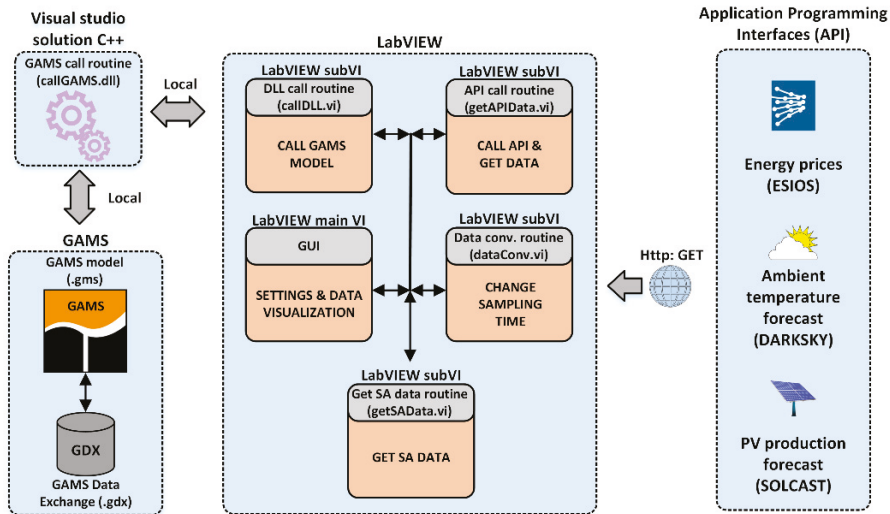 Visual studio
solution C++
GAMS call routine
(callGAMS.dll)
Local
Local
GAMS
GAMS model
(.gms)
GAMS
GDX
GAMS Data
Exchange (.gdx)
LabVIEW
LabVIEW subVI
DLL call routine
(callDLL.vi)
CALL GAMS
MODEL
LabVIEW subVI
API call routine
(getAPIData.vi)
CALL API &
GET DATA
LabVIEW main VI
GUI
SETTINGS & DATA
VISUALIZATION
LabVIEW subVI
Data conv. routine
(dataConv.vi)
CHANGE
SAMPLING
TIME
LabVIEW subVI
Get SA data routine
(getSAData.vi)
GET SA DATA
Http: GET
Application Programming
Interfaces (API)
Energy prices
(ESIOS)
Ambient
temperature
forecast
(DARKSKY)
PV production
forecast
(SOLCAST)